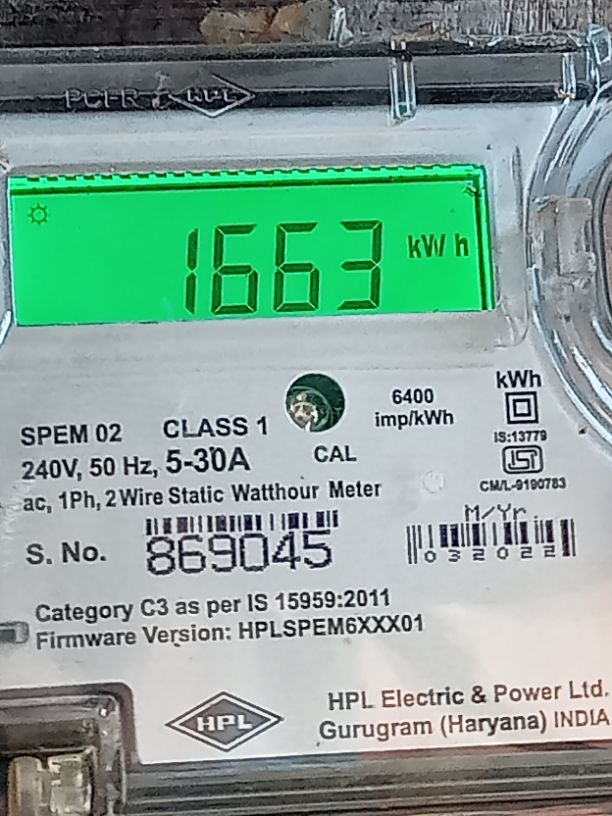 HPL
1663 kWh
6400
imp/kWh
kWh
IS:13779
SPEM 02 CLASS 1
CAL
240V, 50 Hz, 5-30A
CM/L-9190783
ac, 1Ph, 2 Wire Static Watthour Meter
M/Yr.
S. No. 869045
032022
Category C3 as per IS 15959:2011
Firmware Version: HPLSPEM6XXX01
HPL
HPL Electric & Power Ltd.
Gurugram (Haryana) INDIA